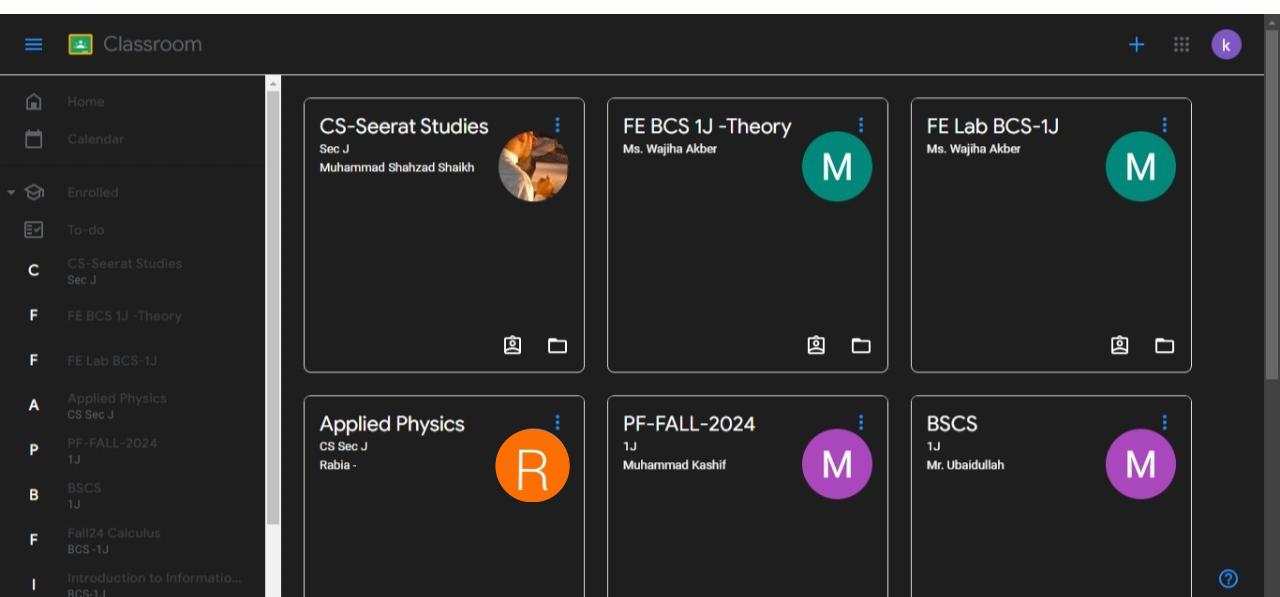 Classroom
k
Home
Calendar
Enrolled
To-do
C
CS-Seerat Studies
Sec J
F
FE BCS 1J -Theory
F
FE Lab BCS-1J
A
Applied Physics
CS Sec J
P
PF-FALL-2024
1J
B
BSCS
1J
F
Fall24 Calculus
BCS -1J
I
Introduction to Informatio...
BCS-1J
CS-Seerat Studies
Sec J
Muhammad Shahzad Shaikh
FE BCS 1J -Theory
Ms. Wajiha Akber
M
FE Lab BCS-1J
Ms. Wajiha Akber
M
Applied Physics
CS Sec J
Rabia -
R
PF-FALL-2024
1J
Muhammad Kashif
M
BSCS
1J
Mr. Ubaidullah
M